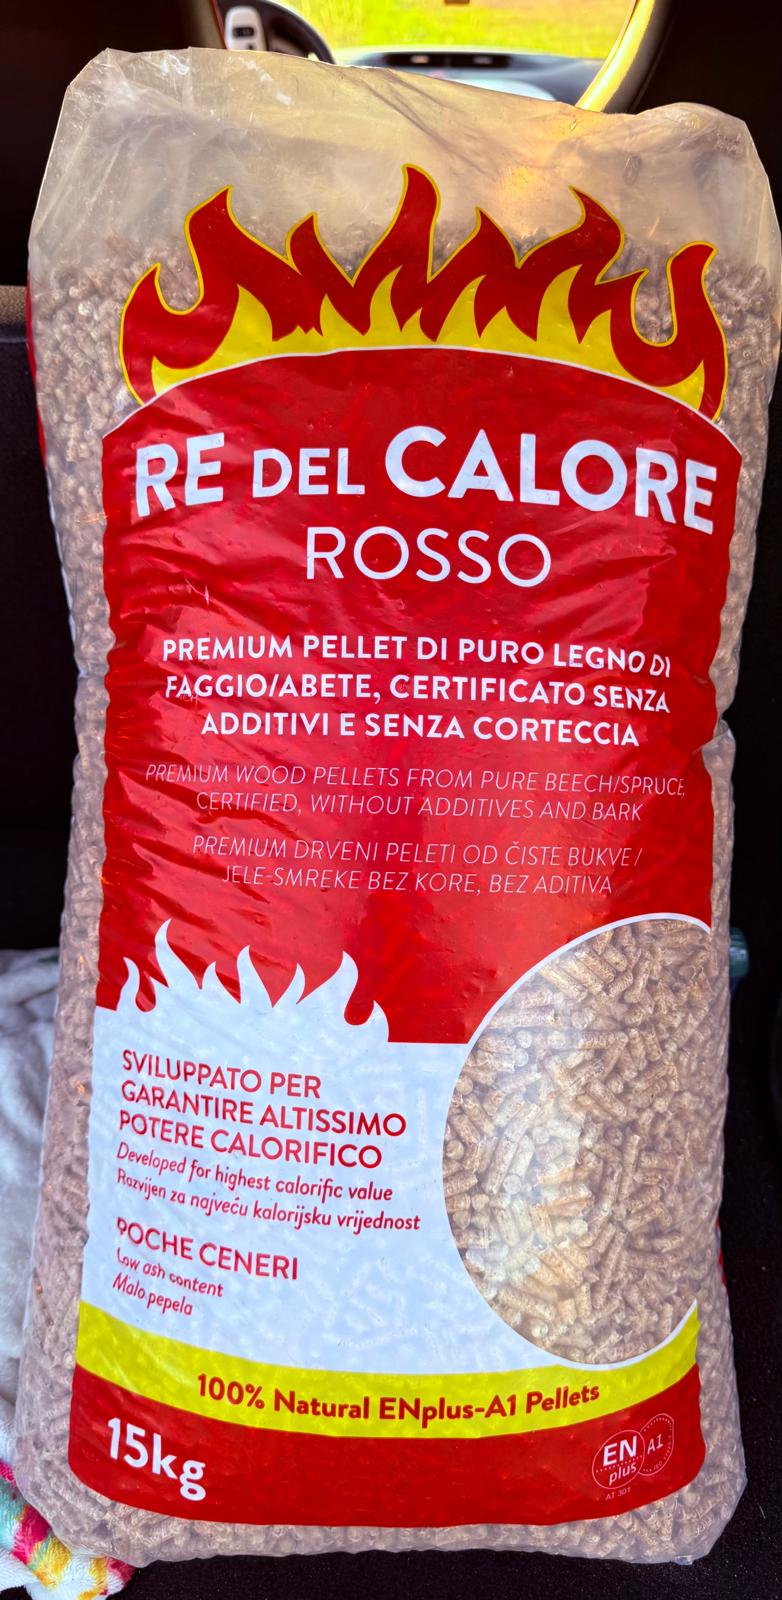 RE DEL CALORE
ROSSO
PREMIUM PELLET DI PURO LEGNO DI
FAGGIO/ABETE, CERTIFICATO SENZA
ADDITIVI E SENZA CORTECCIA
PREMIUM WOOD PELLETS FROM PURE BEECH/SPRUCE,
CERTIFIED, WITHOUT ADDITIVES AND BARK
PREMIUM DRVENI PELETI OD ČISTE BUKVE/
JELE-SMREKE BEZ KORE, BEZ ADITIVA
SVILUPPATO PER
GARANTIRE ALTISSIMO
POTERE CALORIFICO
Developed for highest calorific value
Razvijen za najveću kalorijsku vrijednost
POCHE CENERI
Low ash content
Malo pepela
100% Natural ENplus-A1 Pellets
15kg
EN
plus
A1
AT 301